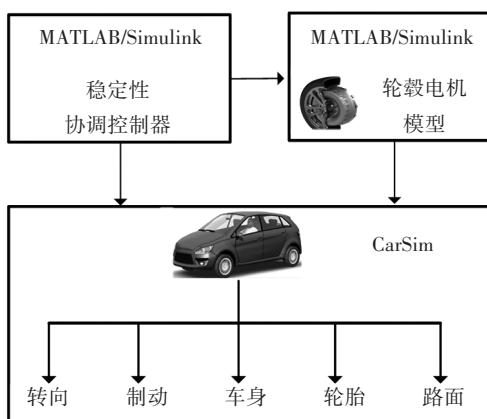 MATLAB/Simulink
稳定性
协调控制器
MATLAB/Simulink
轮毂电机
模型
CarSim
转向 制动 车身 轮胎 路面